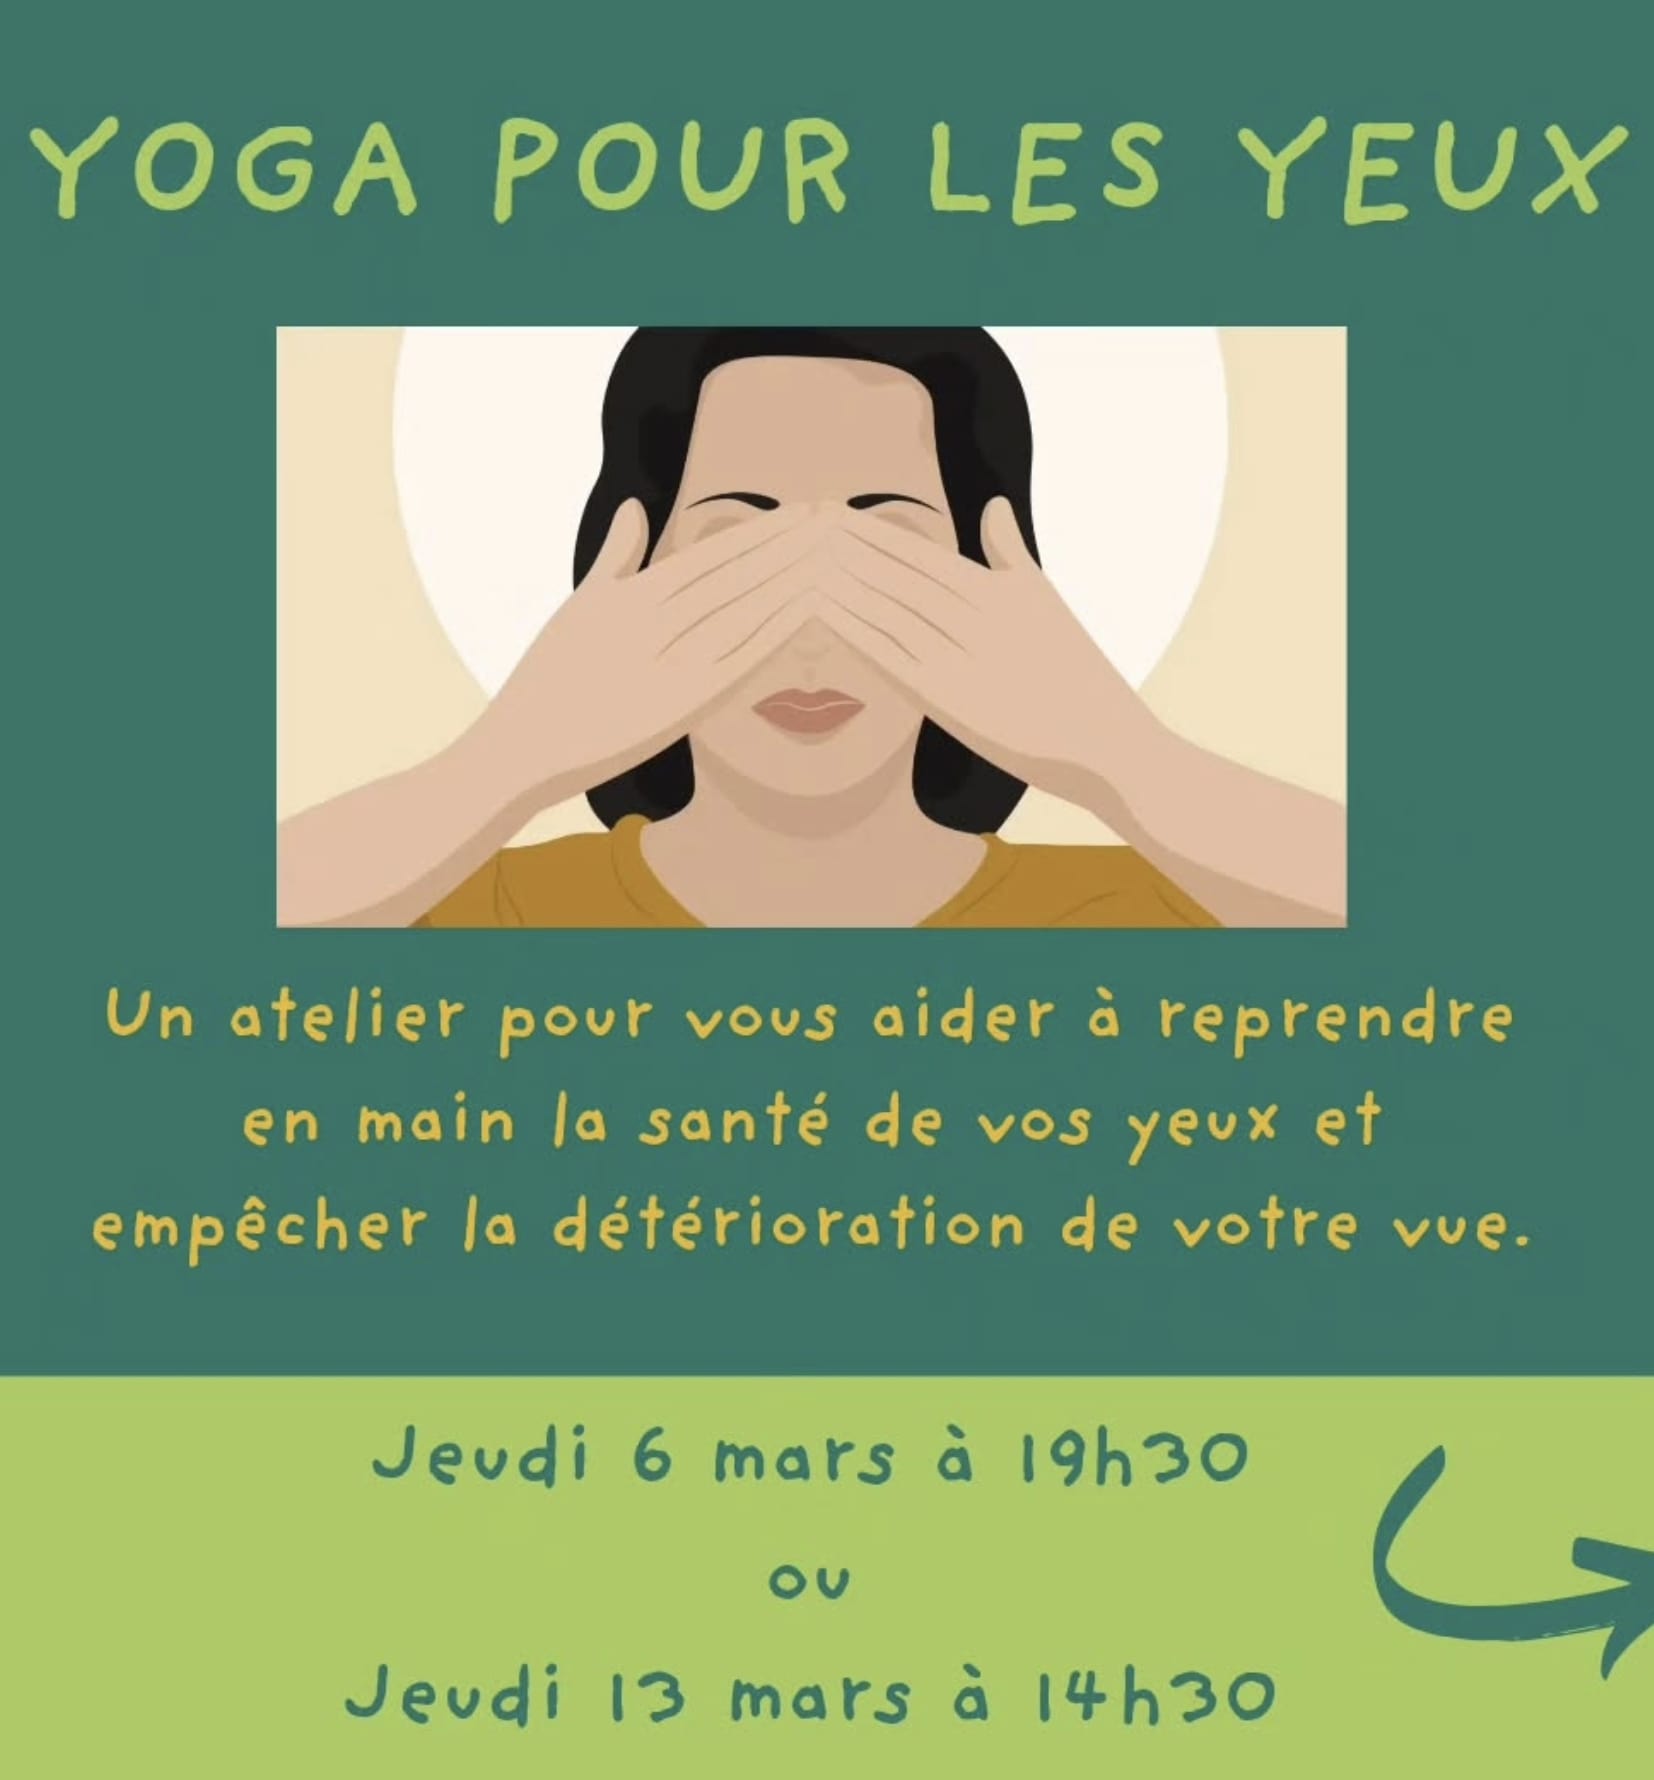 YOGA POUR LES YEUX
Un atelier pour vous aider à reprendre
en main la santé de vos yeux et
empêcher la détérioration de votre vue.
Jeudi 6 mars à 19h30
ou
Jeudi 13 mars à 14h30